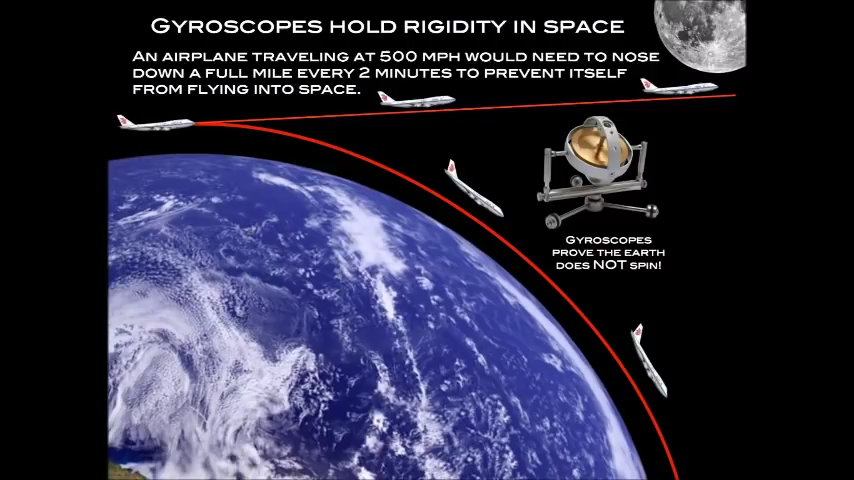 Gyroscopes hold rigidity in space
An airplane traveling at 500 mph would need to nose
down a full mile every 2 minutes to prevent itself
from flying into space.
Gyroscopes
prove the earth
does NOT spin!